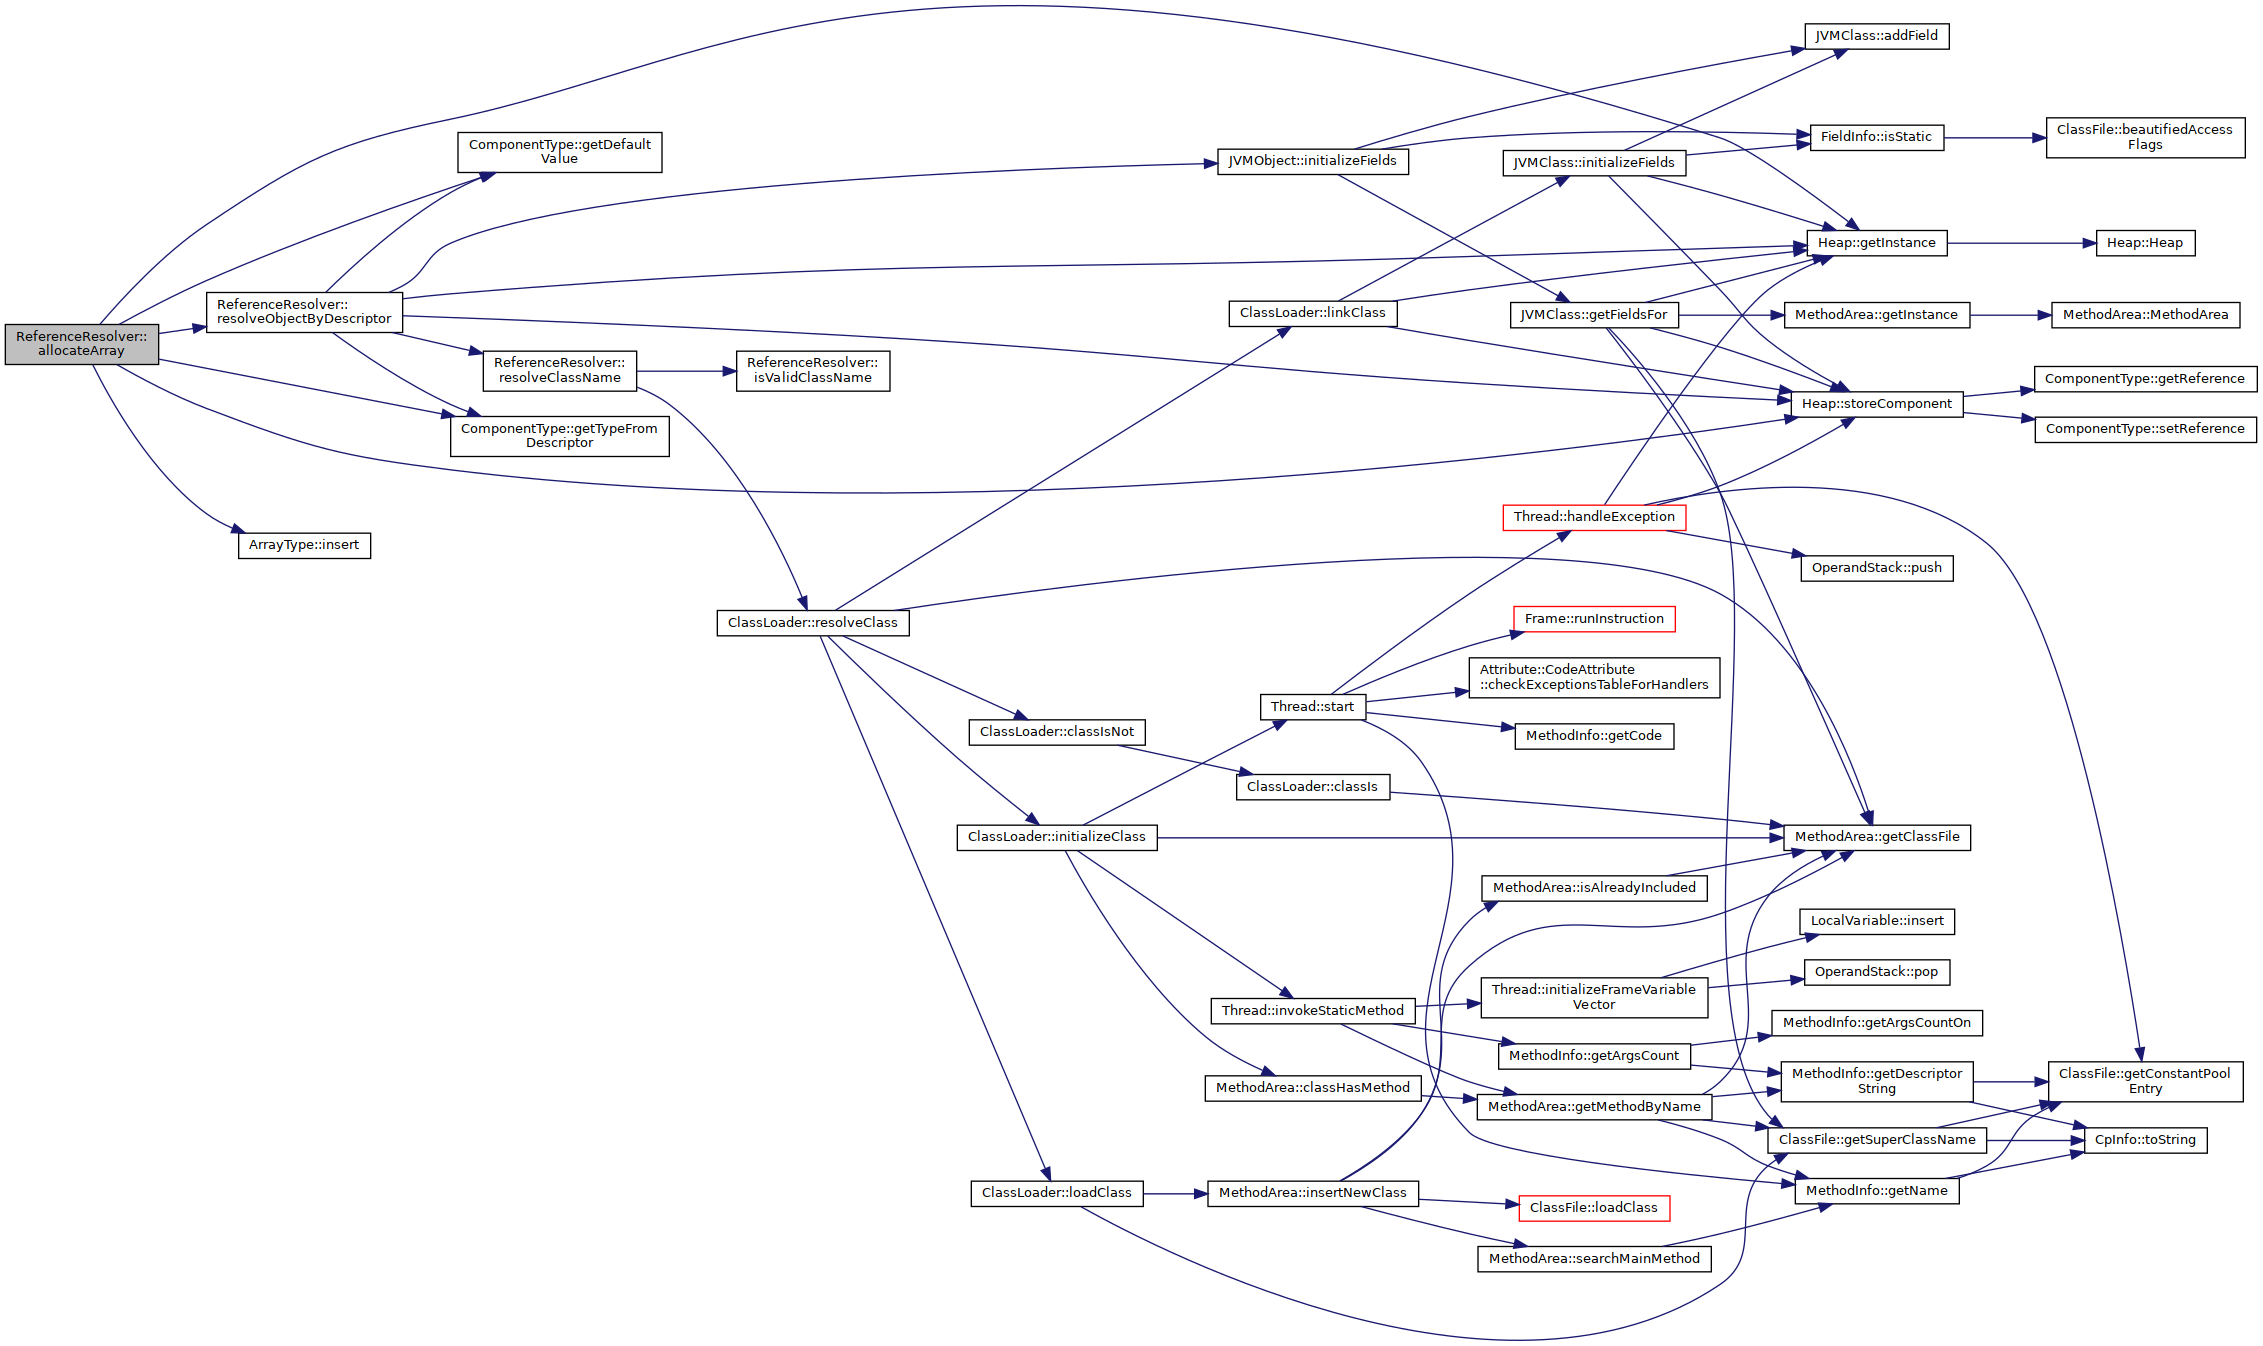 ReferenceResolver::
allocateArray
ComponentType::getDefault
Value
ReferenceResolver::
resolveObjectByDescriptor
ReferenceResolver::
resolveClassName
ComponentType::getTypeFrom
Descriptor
ArrayType::insert
ReferenceResolver::
isValidClassName
ClassLoader::resolveClass
ClassLoader::classIsNot
ClassLoader::initializeClass
ClassLoader::loadClass
JVMObject::initializeFields
ClassLoader::linkClass
Thread::start
ClassLoader::classIs
Thread::invokeStaticMethod
MethodArea::classHasMethod
MethodArea::insertNewClass
JVMClass::initializeFields
JVMClass::getFieldsFor
Thread::handleException
Frame::runInstruction
Attribute::CodeAttribute
::checkExceptionsTableForHandlers
MethodInfo::getCode
MethodArea::isAlreadyIncluded
Thread::initializeFrameVariable
Vector
MethodInfo::getArgsCount
MethodArea::getMethodByName
ClassFile::loadClass
MethodArea::searchMainMethod
JVMClass::addField
FieldInfo::isStatic
Heap::getInstance
MethodArea::getInstance
Heap::storeComponent
OperandStack::push
MethodArea::getClassFile
LocalVariable::insert
OperandStack::pop
MethodInfo::getArgsCountOn
MethodInfo::getDescriptor
String
ClassFile::getSuperClassName
MethodInfo::getName
ClassFile::beautifiedAccess
Flags
Heap::Heap
MethodArea::MethodArea
ComponentType::getReference
ComponentType::setReference
ClassFile::getConstantPool
Entry
CpInfo::toString